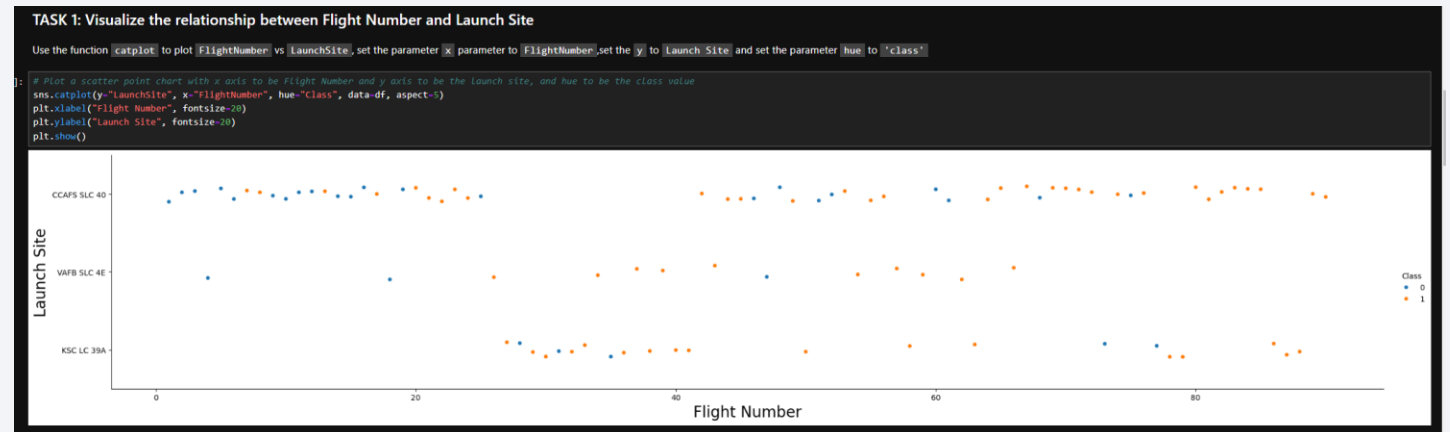 TASK 1: Visualize the relationship between Flight Number and Launch Site
Use the function catplot to plot FlightNumber vs LaunchSite, set the parameter x parameter to FlightNumber,set the y to Launch Site and set the parameter hue to 'class'
]: # Plot a scatter point chart with x axis to be Flight Number and y axis to be the Launch site, and hue to be the class value
sns.catplot(y="LaunchSite", x="FlightNumber", hue="Class", data=df, aspect=5)
plt.xlabel("Flight Number", fontsize=20)
plt.ylabel("Launch Site", fontsize=20)
plt.show()
Launch Site
CCAFS SLC 40
VAFB SLC 4E
KSC LC 39A
0 20 40 60 80
Flight Number
Class
0
1